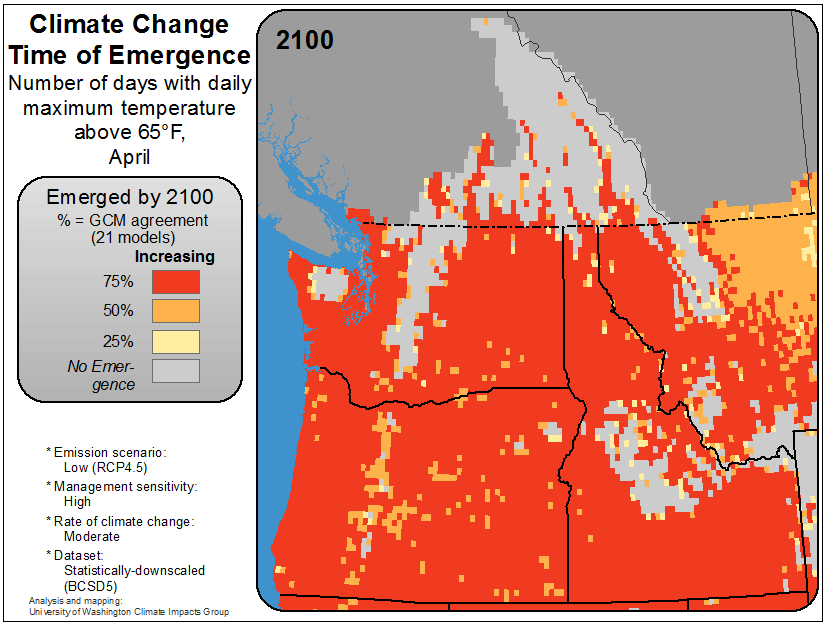 Climate Change
Time of Emergence
Number of days with daily
maximum temperature
above 65°F,
April
2100
Emerged by 2100
% = GCM agreement
(21 models)
Increasing
75%
50%
25%
No Emer-
gence
* Emission scenario:
Low (RCP4.5)
* Management sensitivity:
High
* Rate of climate change:
Moderate
* Dataset:
Statistically-downscaled
(BCSD5)
Analysis and mapping:
University of Washington Climate Impacts Group